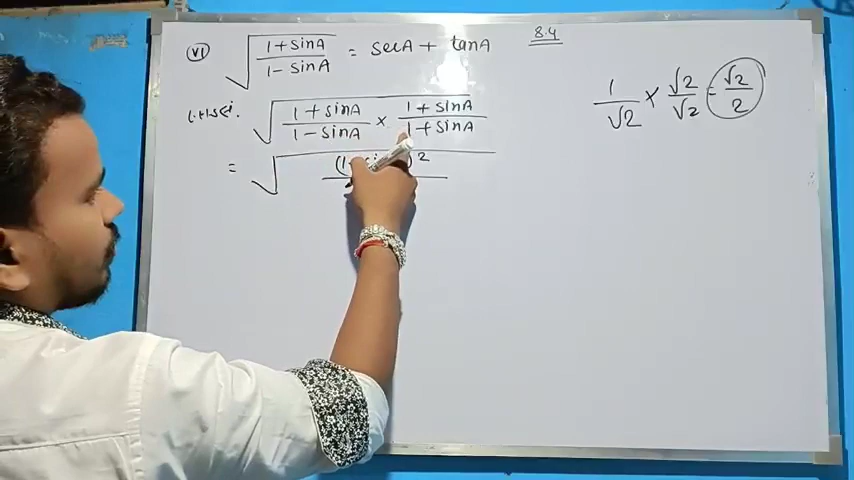 8.4
(VI) √(1+sinA / 1-sinA) = secA + tanA
L.H.S. √(1+sinA / 1-sinA × 1+sinA / 1+sinA)
= √( (1 )²
1/√2 × √2/√2 = √2/2